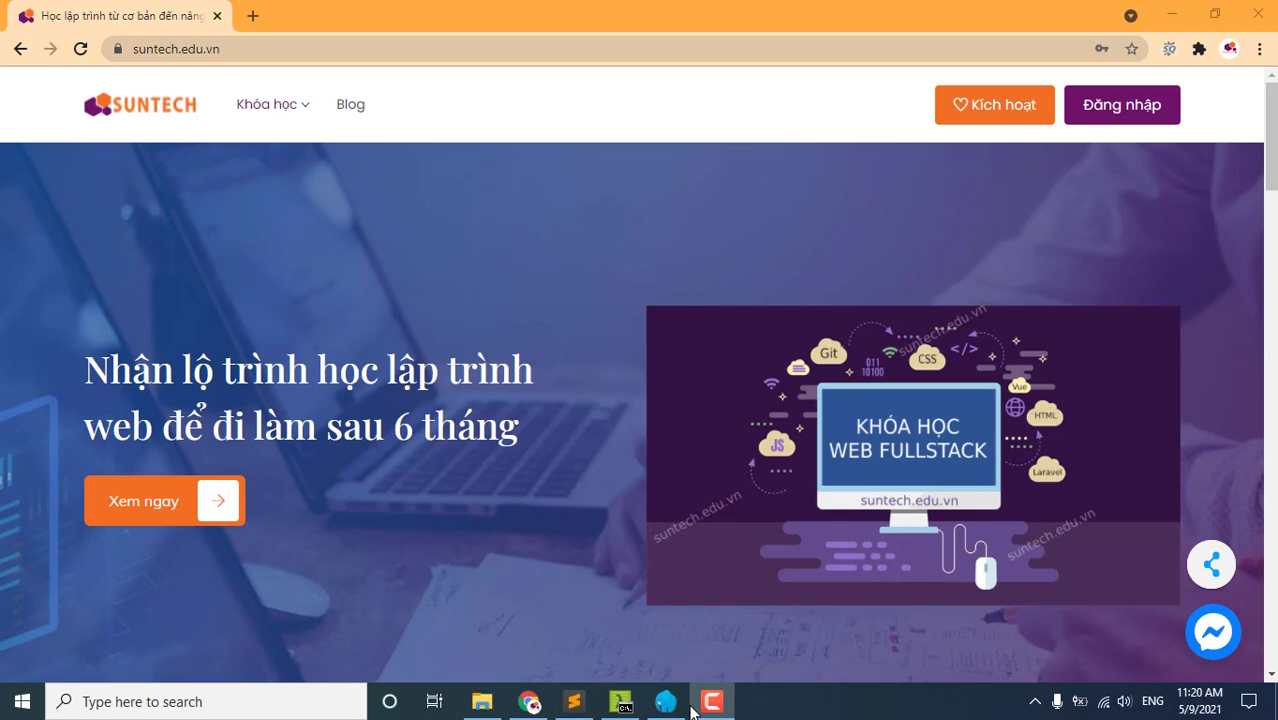 Học lập trình từ cơ bản đến nâng
suntech.edu.vn
SUNTECH
Khóa học
Blog
Kích hoạt
Đăng nhập
Nhận lộ trình học lập trình
web để đi làm sau 6 tháng
Xem ngay
suntech.edu.vn
Git
011
10100
CSS
</>
Vue
HTML
JS
KHÓA HỌC
WEB FULLSTACK
Laravel
suntech.edu.vn
suntech.edu.vn
suntech.edu.vn
Type here to search
C:\.
ENG
11:20 AM
5/9/2021